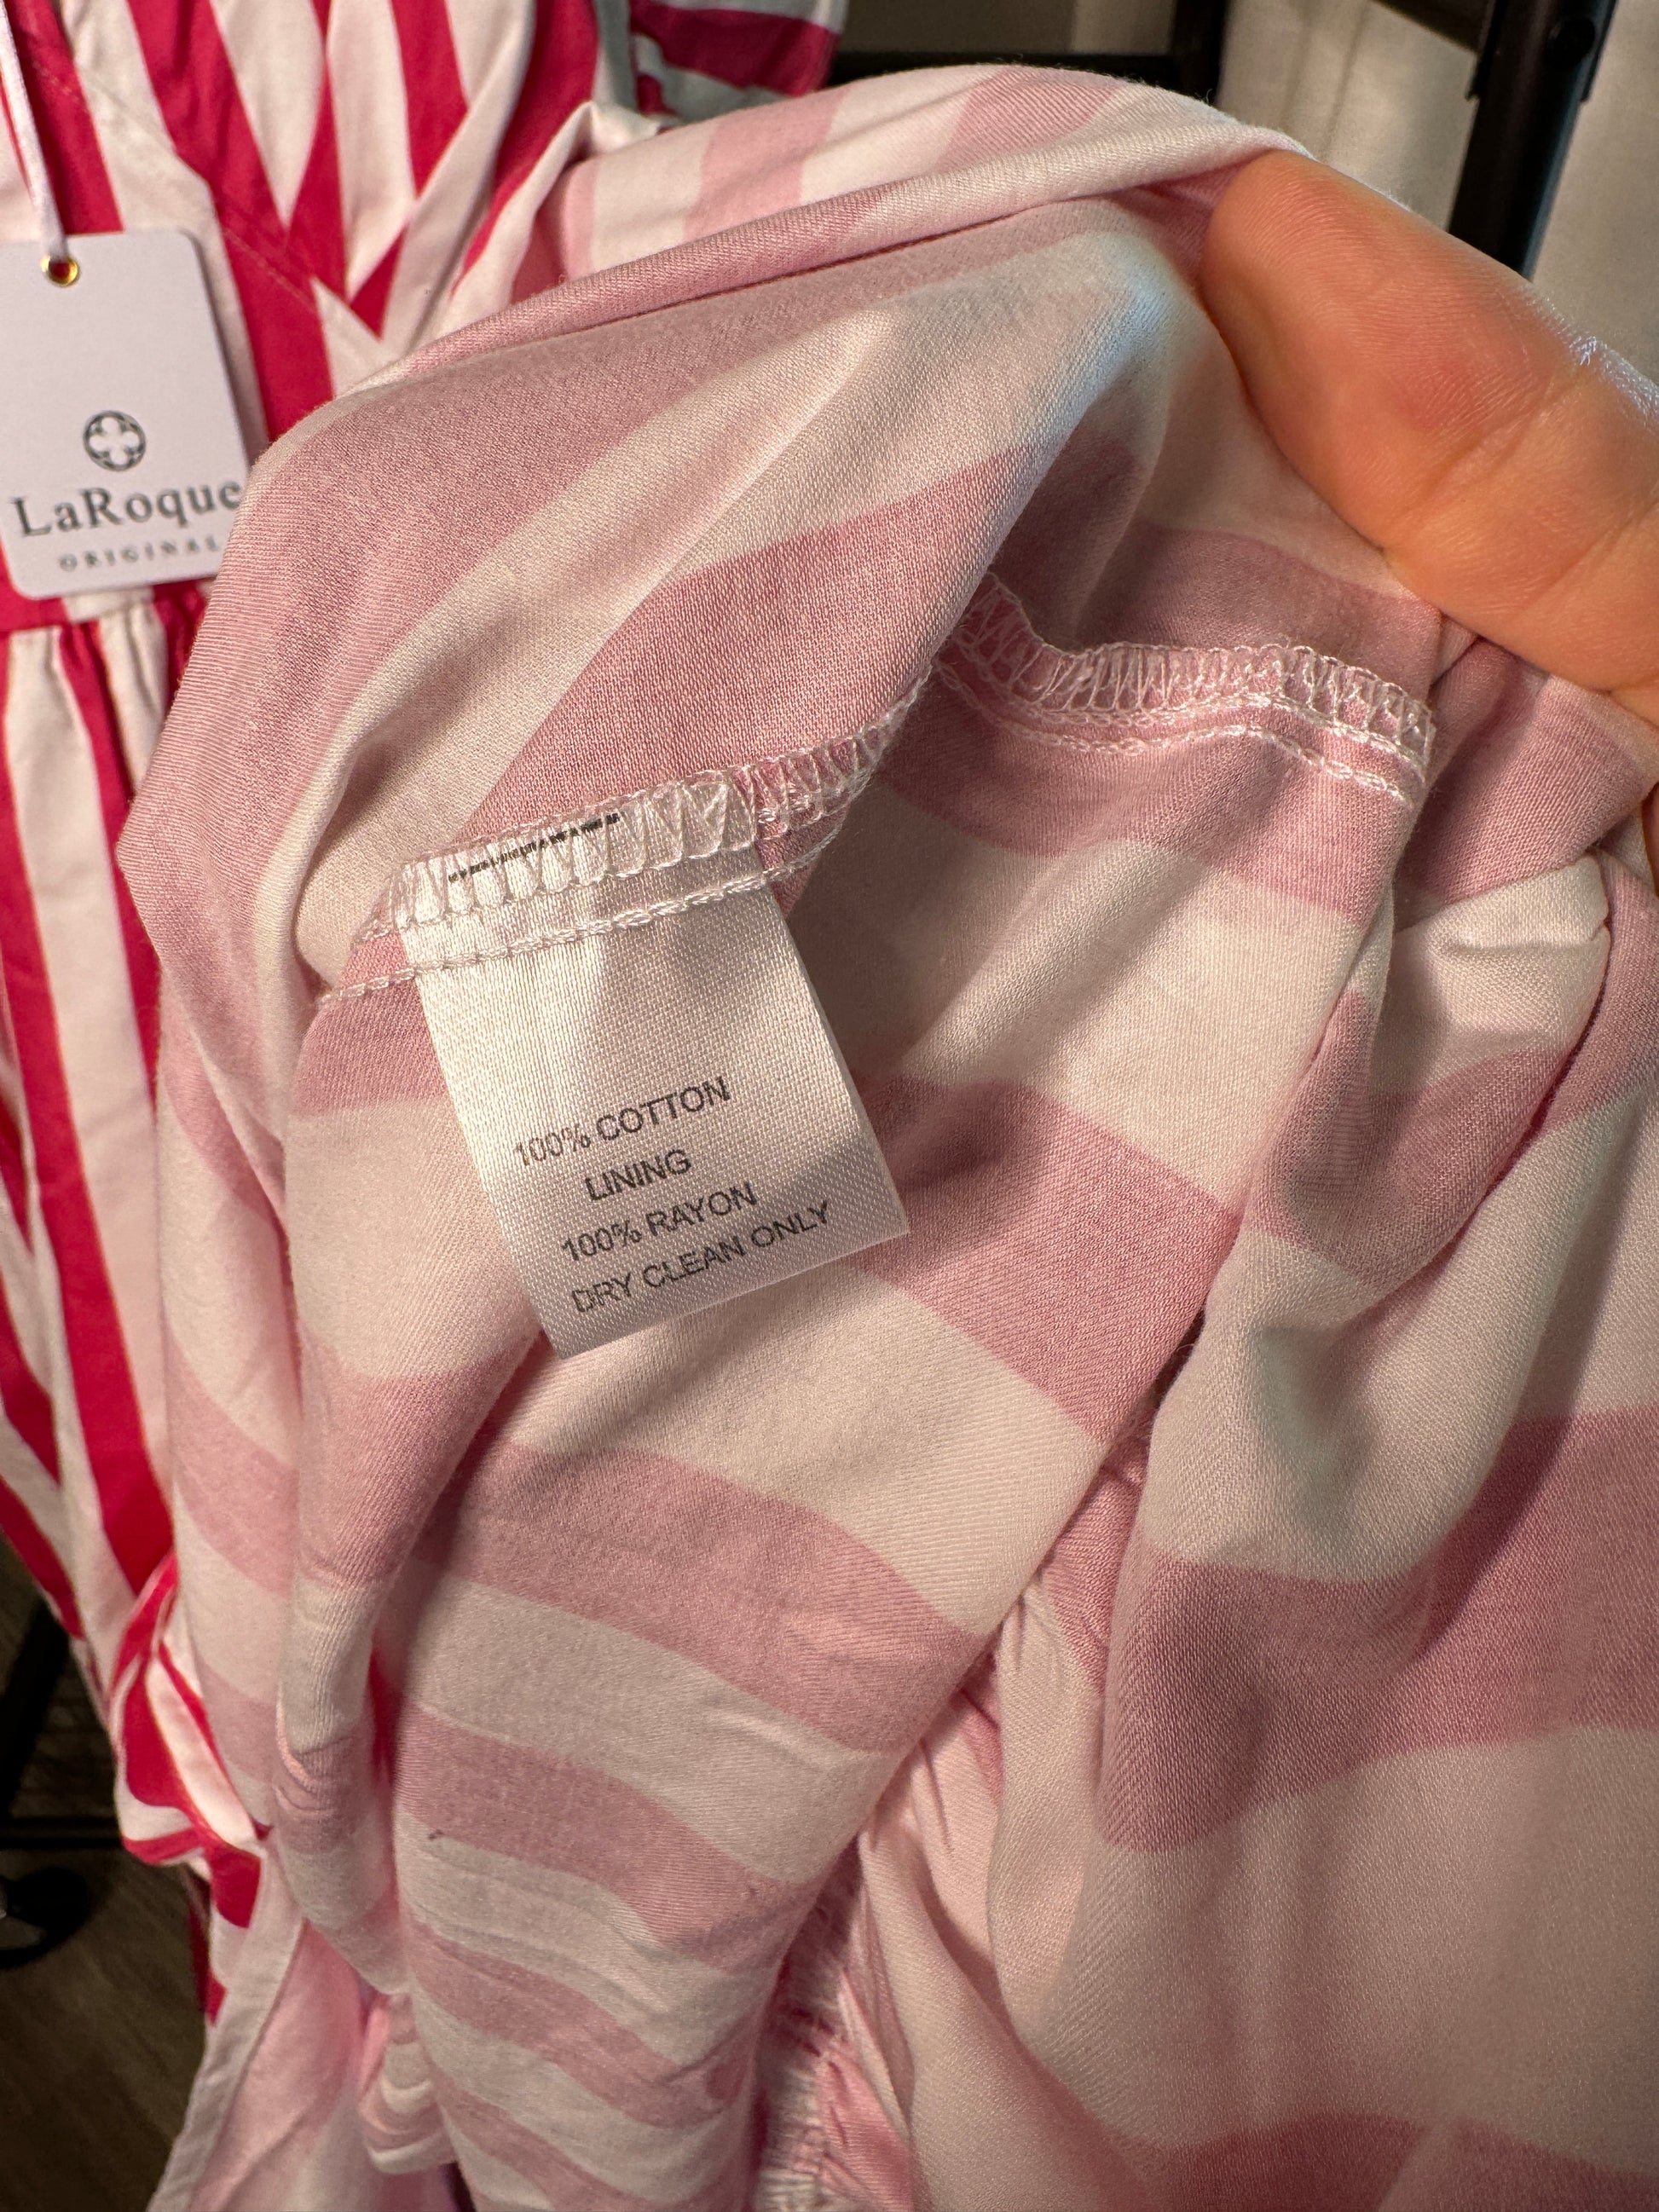 LaRoque
ORIGINAL
100% COTTON
LINING
100% RAYON
DRY CLEAN ONLY